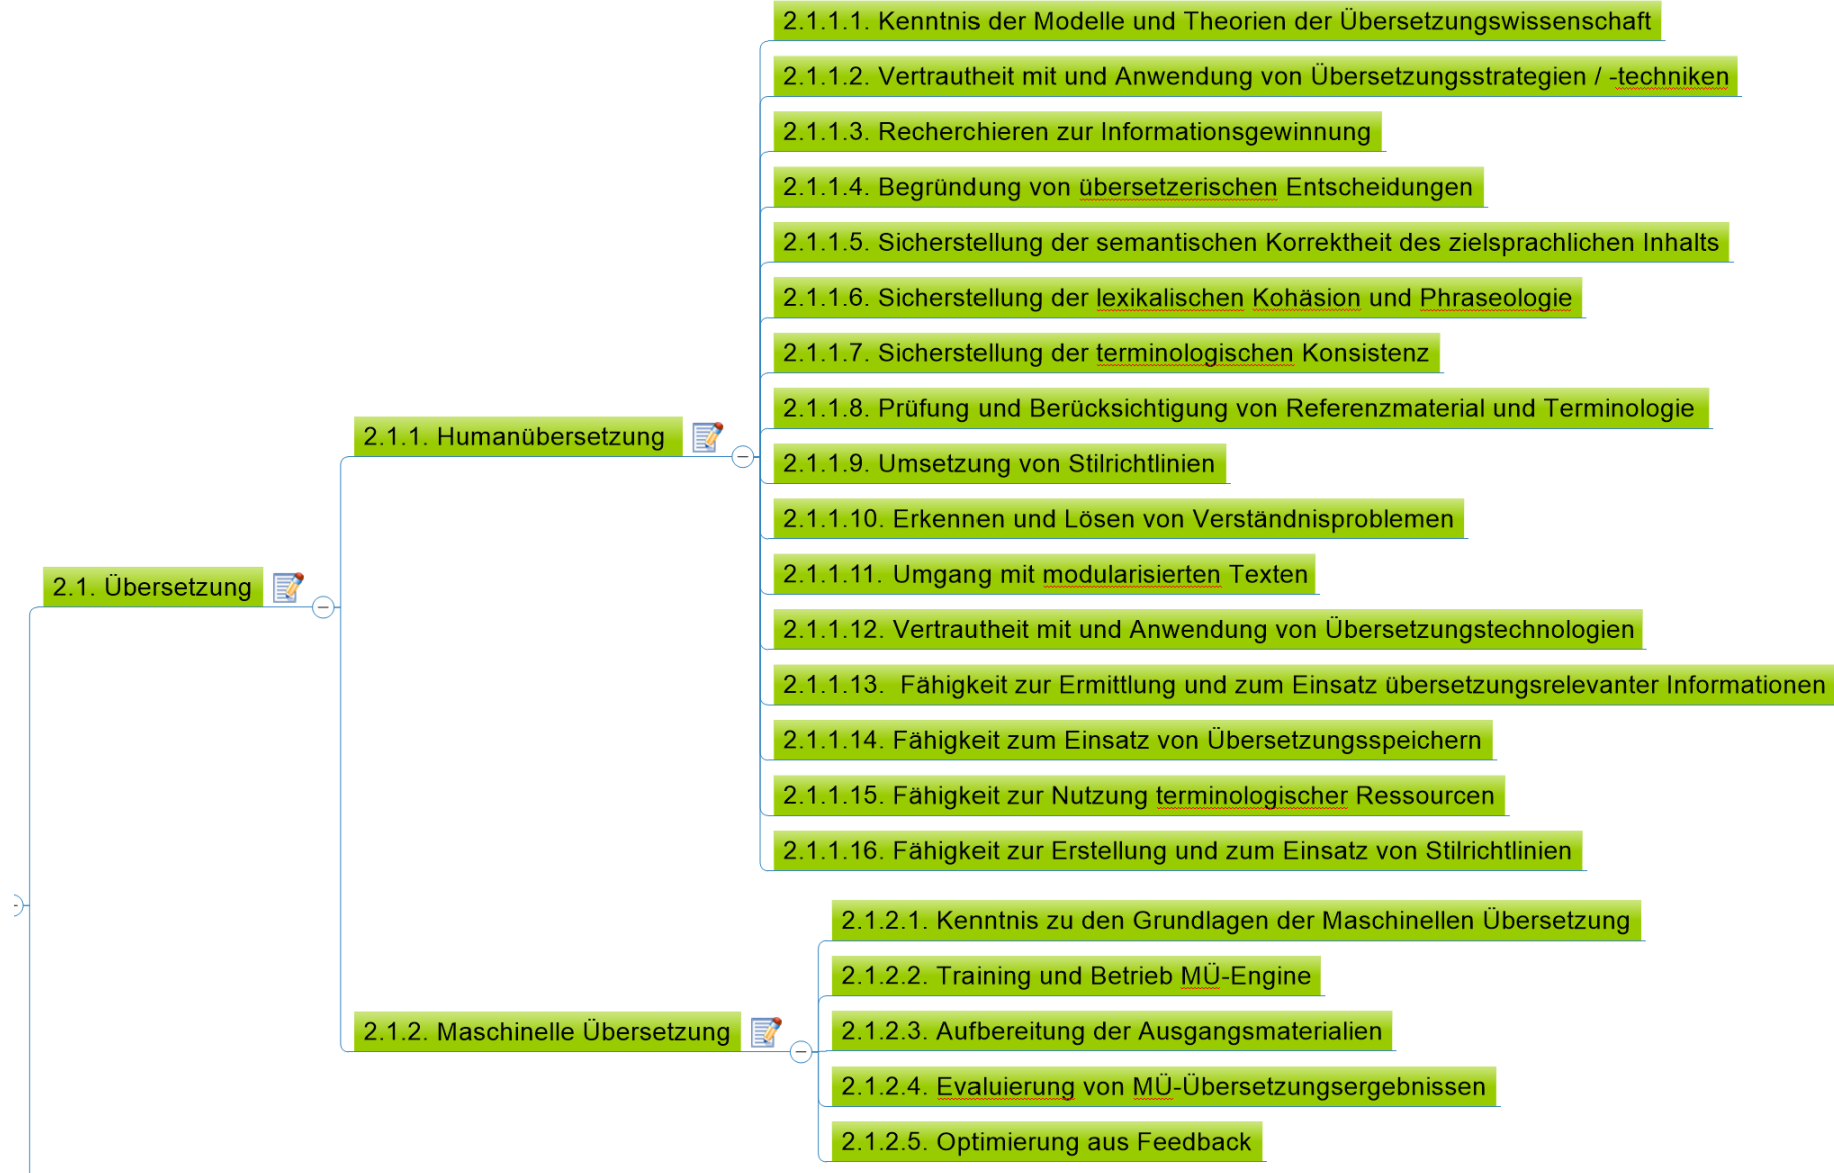 2.1. Übersetzung
2.1.1. Humanübersetzung
2.1.1.1. Kenntnis der Modelle und Theorien der Übersetzungswissenschaft
2.1.1.2. Vertrautheit mit und Anwendung von Übersetzungsstrategien / -techniken
2.1.1.3. Recherchieren zur Informationsgewinnung
2.1.1.4. Begründung von übersetzerischen Entscheidungen
2.1.1.5. Sicherstellung der semantischen Korrektheit des zielsprachlichen Inhalts
2.1.1.6. Sicherstellung der lexikalischen Kohäsion und Phraseologie
2.1.1.7. Sicherstellung der terminologischen Konsistenz
2.1.1.8. Prüfung und Berücksichtigung von Referenzmaterial und Terminologie
2.1.1.9. Umsetzung von Stilrichtlinien
2.1.1.10. Erkennen und Lösen von Verständnisproblemen
2.1.1.11. Umgang mit modularisierten Texten
2.1.1.12. Vertrautheit mit und Anwendung von Übersetzungstechnologien
2.1.1.13. Fähigkeit zur Ermittlung und zum Einsatz übersetzungsrelevanter Informationen
2.1.1.14. Fähigkeit zum Einsatz von Übersetzungsspeichern
2.1.1.15. Fähigkeit zur Nutzung terminologischer Ressourcen
2.1.1.16. Fähigkeit zur Erstellung und zum Einsatz von Stilrichtlinien
2.1.2. Maschinelle Übersetzung
2.1.2.1. Kenntnis zu den Grundlagen der Maschinellen Übersetzung
2.1.2.2. Training und Betrieb MÜ-Engine
2.1.2.3. Aufbereitung der Ausgangsmaterialien
2.1.2.4. Evaluierung von MÜ-Übersetzungsergebnissen
2.1.2.5. Optimierung aus Feedback